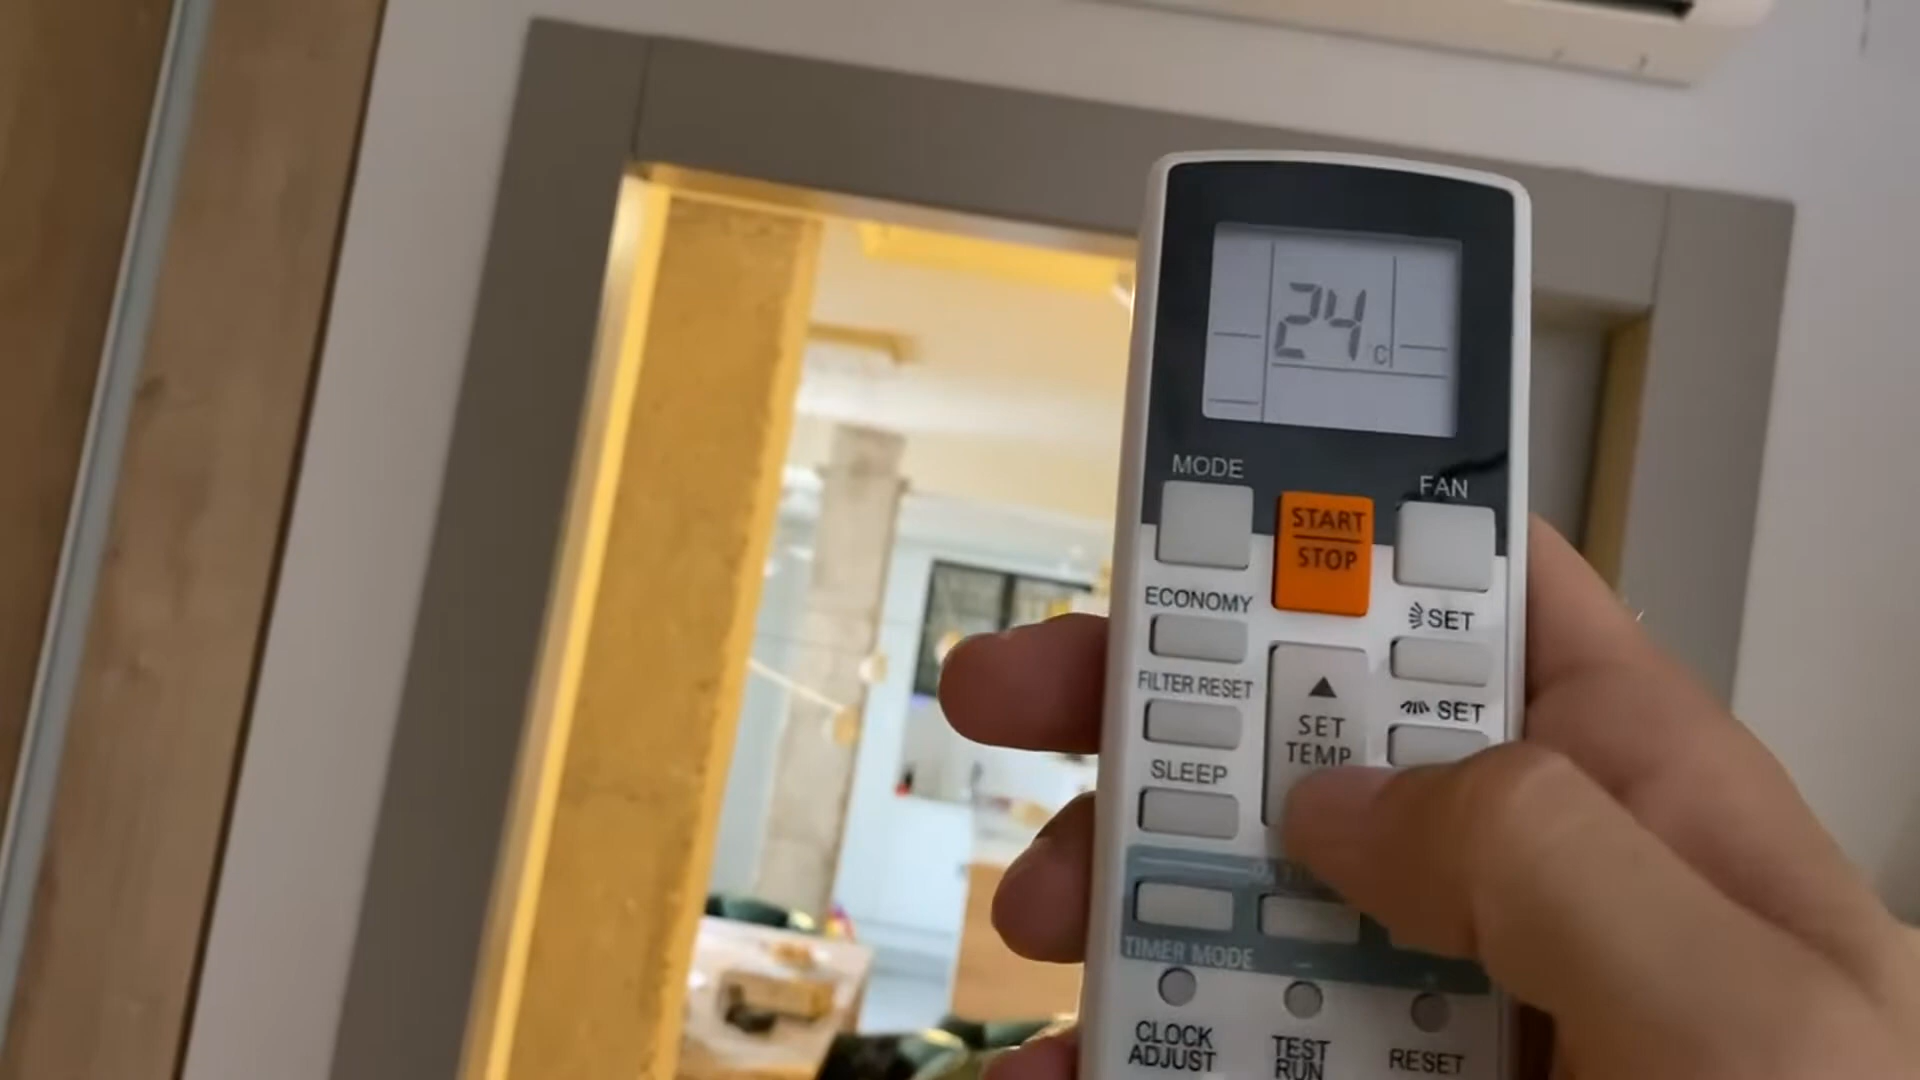 24
°C
MODE
FAN
START
STOP
ECONOMY
SET
FILTER RESET
SET
SET
TEMP
SLEEP
TIMER MODE
CLOCK
ADJUST
TEST
RUN
RESET